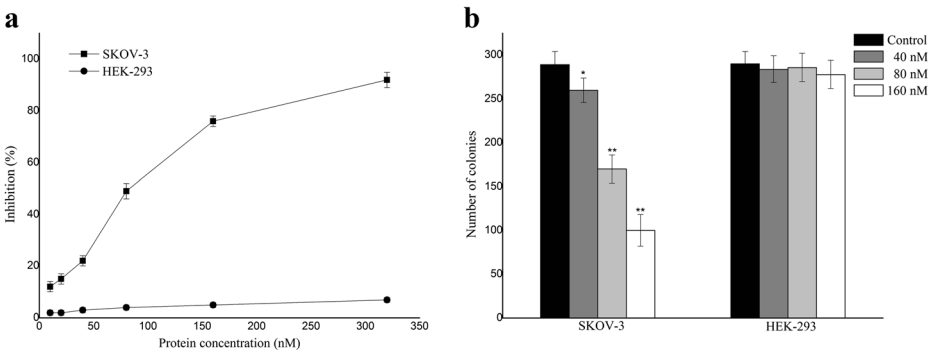 a
SKOV-3
HEK-293
100
80
60
40
20
0
Inhibition (%)
0 50 100 150 200 250 300 350
Protein concentration (nM)
b
Control
40 nM
80 nM
160 nM
300
250
200
150
100
50
0
Number of colonies
*
**
**
SKOV-3 HEK-293